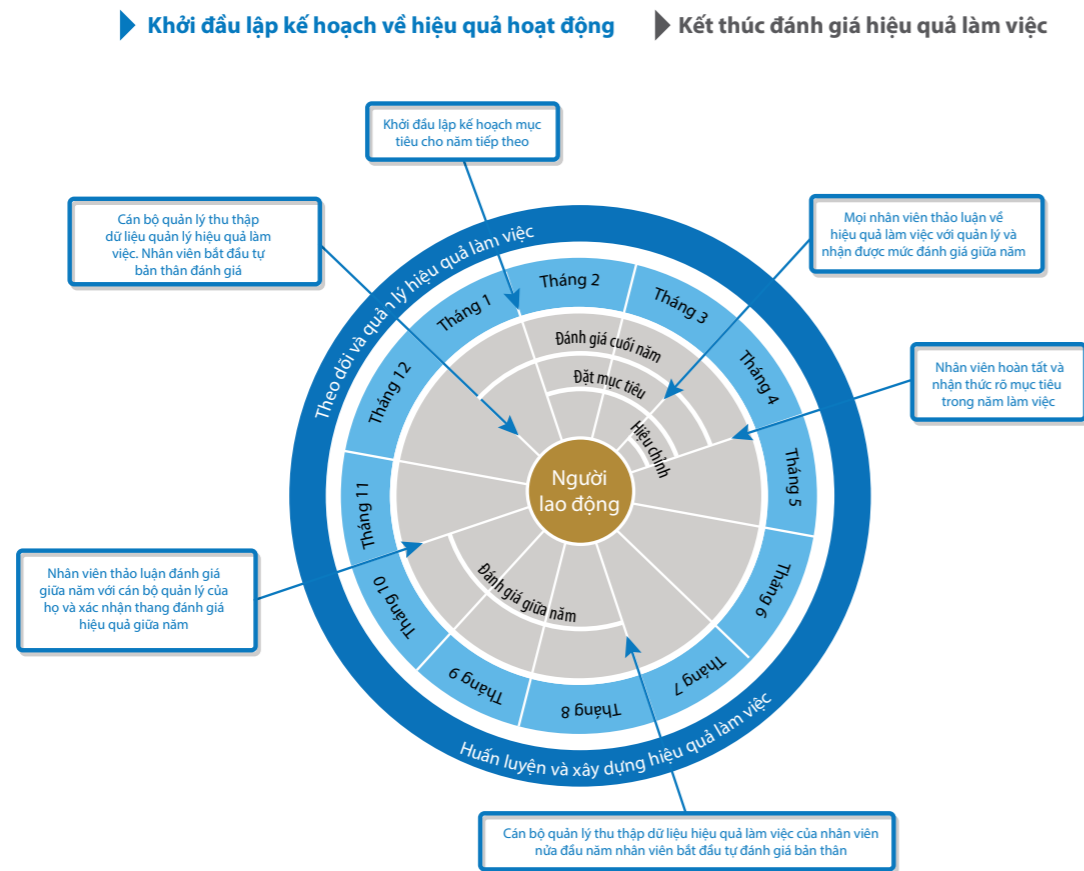 Khởi đầu lập kế hoạch về hiệu quả hoạt động
Kết thúc đánh giá hiệu quả làm việc
Khởi đầu lập kế hoạch mục
tiêu cho năm tiếp theo
Cán bộ quản lý thu thập
dữ liệu quản lý hiệu quả làm
việc. Nhân viên bắt đầu tự
bản thân đánh giá
Mọi nhân viên thảo luận về
hiệu quả làm việc với quản lý và
nhận được mức đánh giá giữa năm
Nhân viên hoàn tất và
nhận thức rõ mục tiêu
trong năm làm việc
Theo dõi và quản lý hiệu quả làm việc
Tháng 1
Tháng 2
Tháng 3
Tháng 4
Tháng 5
Tháng 6
Tháng 7
Tháng 8
Tháng 9
Tháng 10
Tháng 11
Tháng 12
Đánh giá cuối năm
Đặt mục tiêu
Hiệu chỉnh
Người
lao động
Đánh giá giữa năm
Huấn luyện và xây dựng hiệu quả làm việc
Nhân viên thảo luận đánh giá
giữa năm với cán bộ quản lý của
họ và xác nhận thang đánh giá
hiệu quả giữa năm
Cán bộ quản lý thu thập dữ liệu hiệu quả làm việc của nhân viên
nửa đầu năm nhân viên bắt đầu tự đánh giá bản thân